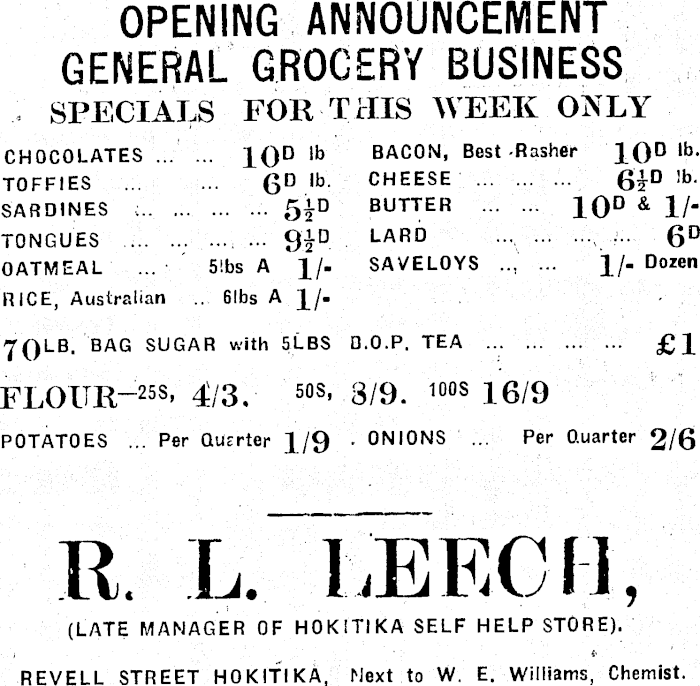 OPENING ANNOUNCEMENT
GENERAL GROCERY BUSINESS
SPECIALS FOR THIS WEEK ONLY
CHOCOLATES ... ... 10D lb
TOFFIES ... ... 6D lb.
SARDINES ... ... ... ... 5½D
TONGUES ... ... ... ... 9½D
OATMEAL ... 5lbs A 1/-
RICE, Australian .. 6lbs A 1/-
BACON, Best Rasher 10D lb.
CHEESE ... ... ... 6½D lb.
BUTTER ... ... 10D & 1/-
LARD ... ... ... ... 6D
SAVELOYS ... ... 1/- Dozen
70LB. BAG SUGAR with 5LBS B.O.P. TEA ... ... ... ... £1
FLOUR—25S, 4/3. 50S, 8/9. 100S 16/9
POTATOES ... Per Quarter 1/9 . ONIONS ... Per Quarter 2/6
R. L. LEECH,
(LATE MANAGER OF HOKITIKA SELF HELP STORE).
REVELL STREET HOKITIKA, Next to W. E. Williams, Chemist.